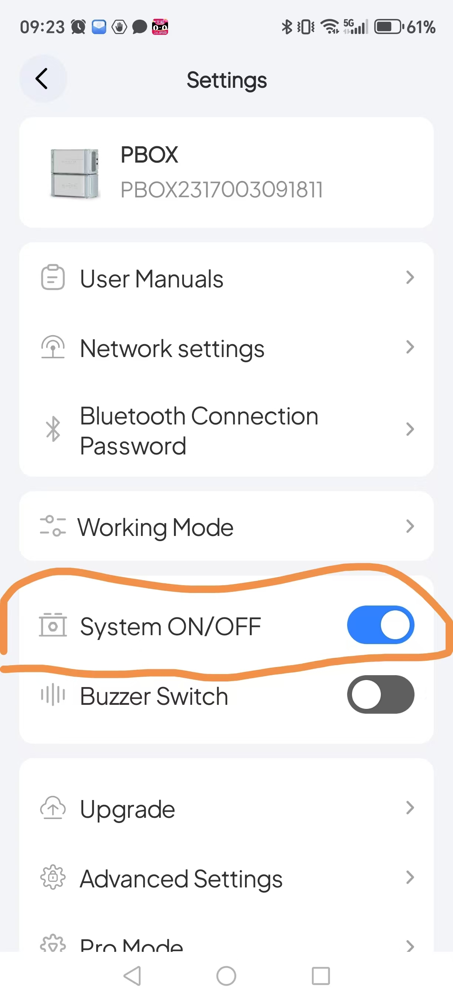 09:23
5G
61%
Settings
PBOX
PBOX2317003091811
User Manuals
Network settings
Bluetooth Connection
Password
Working Mode
System ON/OFF
Buzzer Switch
Upgrade
Advanced Settings
Pro Mode